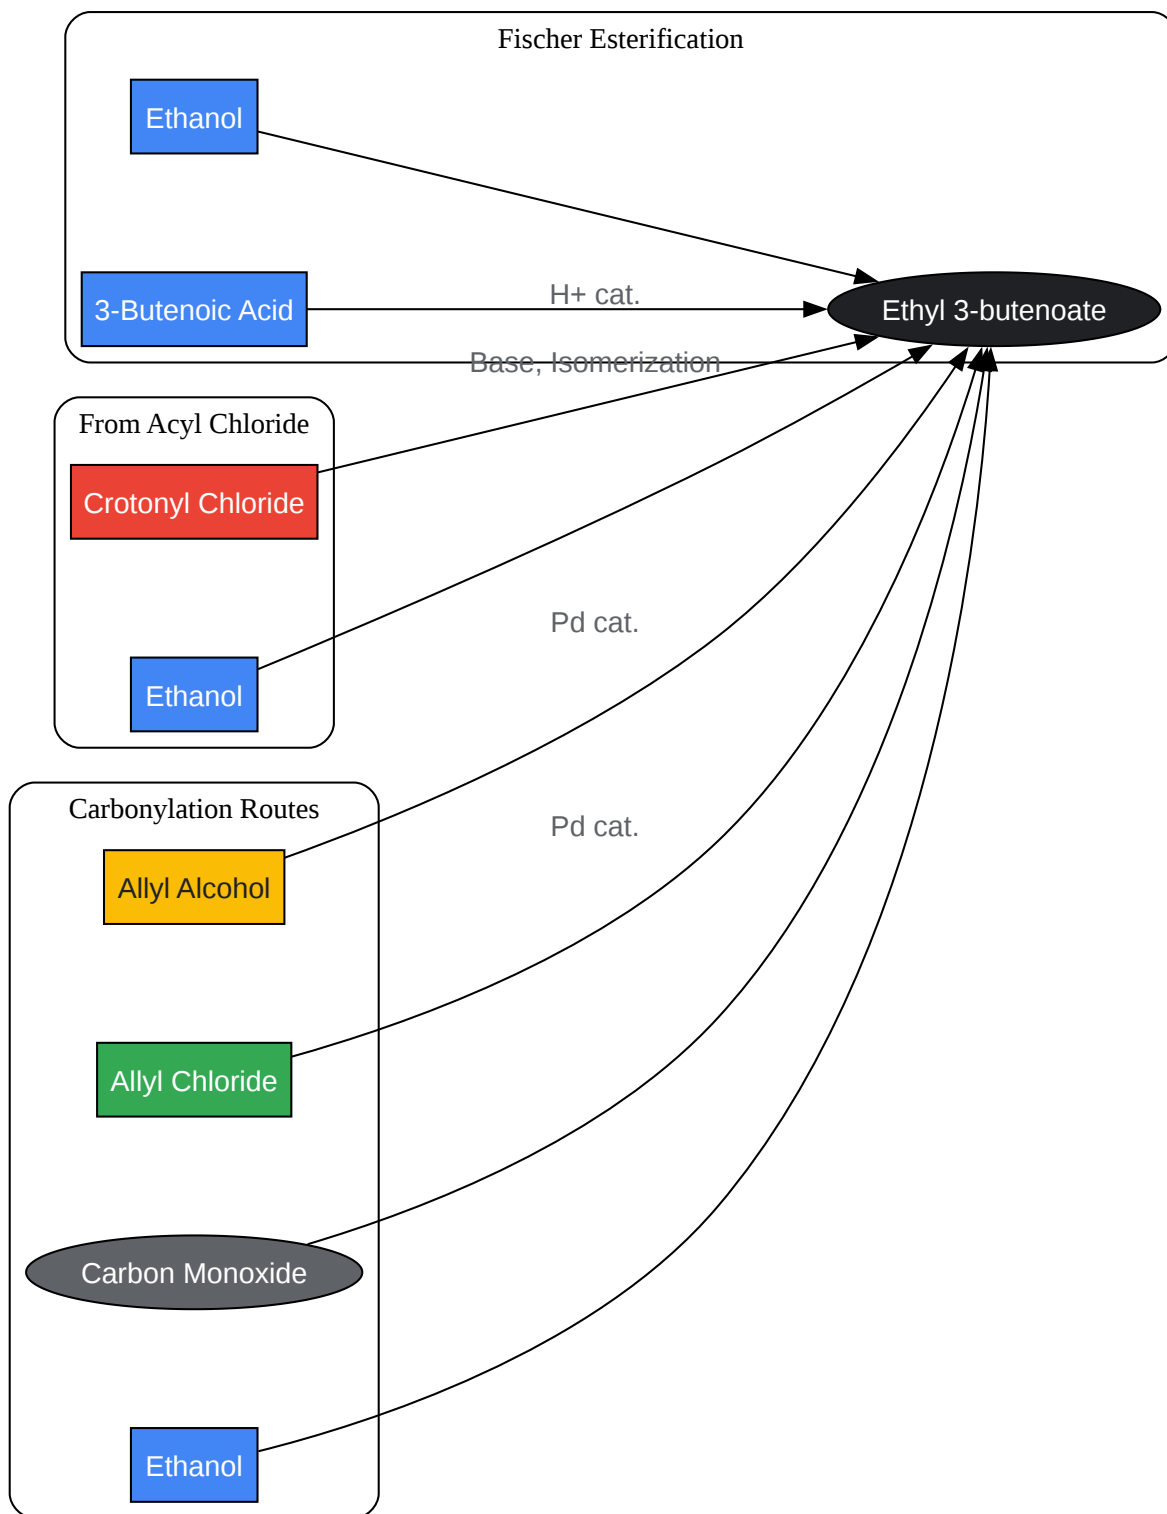 Fischer Esterification
Ethanol
3-Butenoic Acid
H+ cat.
Ethyl 3-butenoate
Base, Isomerization
From Acyl Chloride
Crotonyl Chloride
Pd cat.
Ethanol
Carbonylation Routes
Pd cat.
Allyl Alcohol
Allyl Chloride
Carbon Monoxide
Ethanol